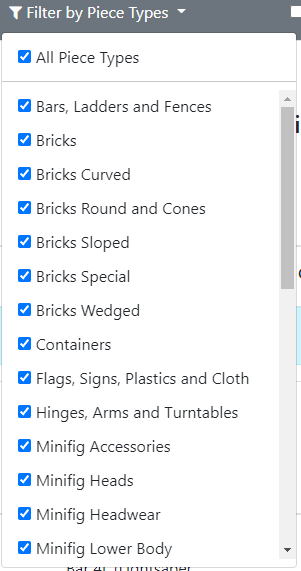 Filter by Piece Types
All Piece Types
Bars, Ladders and Fences
Bricks
Bricks Curved
Bricks Round and Cones
Bricks Sloped
Bricks Special
Bricks Wedged
Containers
Flags, Signs, Plastics and Cloth
Hinges, Arms and Turntables
Minifig Accessories
Minifig Heads
Minifig Headwear
Minifig Lower Body